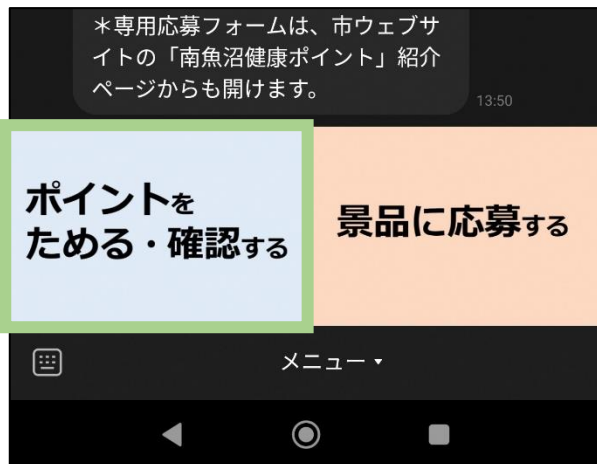 ＊専用応募フォームは、市ウェブサ
イトの「南魚沼健康ポイント」紹介
ページからも開けます。
13:50
ポイントを
ためる・確認する
景品に応募する
メニュー▼